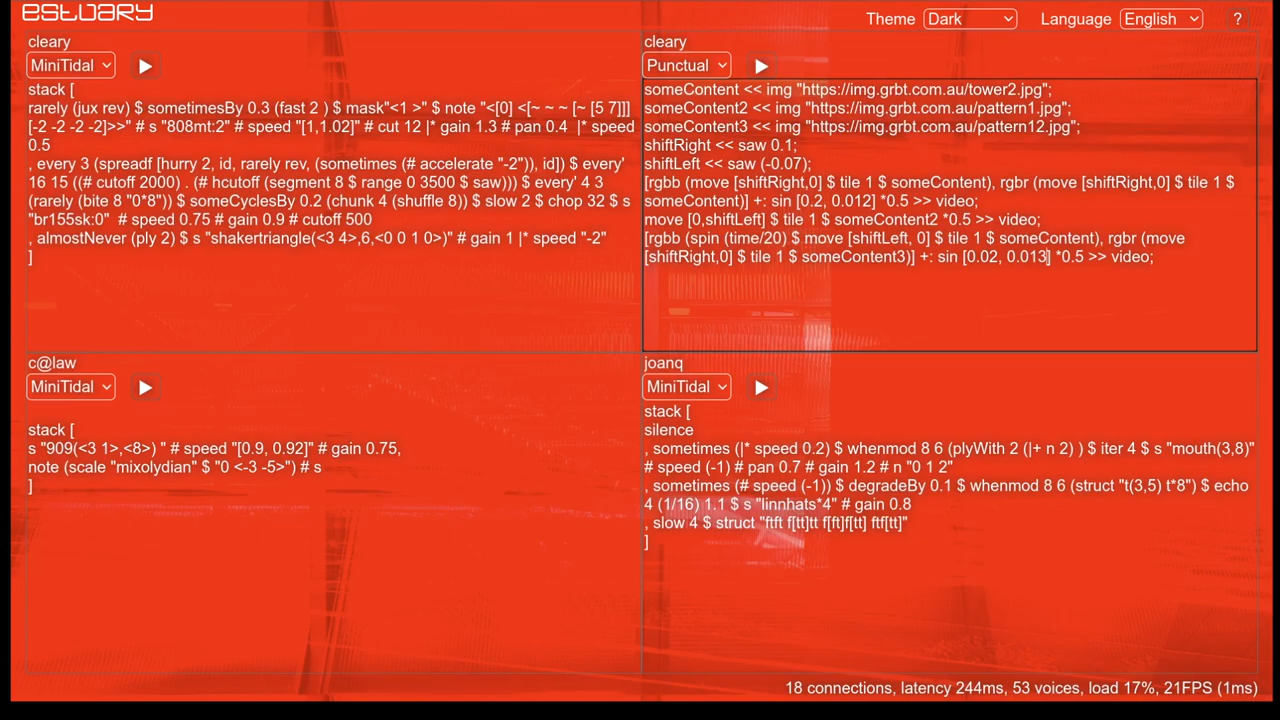 estuary
Theme Dark Language English ?
cleary
MiniTidal
stack [
rarely (jux rev) $ sometimesBy 0.3 (fast 2 ) $ mask"<1 >" $ note "<[0] <[~ ~ ~ [~ [5 7]]]
[-2 -2 -2 -2]>>" # s "808mt:2" # speed "[1,1.02]" # cut 12 |* gain 1.3 # pan 0.4  |* speed
0.5
, every 3 (spreadf [hurry 2, id, rarely rev, (sometimes (# accelerate "-2")), id]) $ every'
16 15 ((# cutoff 2000) . (# hcutoff (segment 8 $ range 0 3500 $ saw))) $ every' 4 3
(rarely (bite 8 "0*8")) $ someCyclesBy 0.2 (chunk 4 (shuffle 8)) $ slow 2 $ chop 32 $ s
"br155sk:0"  # speed 0.75 # gain 0.9 # cutoff 500
, almostNever (ply 2) $ s "shakertriangle(<3 4>,6,<0 0 1 0>)" # gain 1 |* speed "-2"
]
cleary
Punctual
someContent << img "https://img.grbt.com.au/tower2.jpg";
someContent2 << img "https://img.grbt.com.au/pattern1.jpg";
someContent3 << img "https://img.grbt.com.au/pattern12.jpg";
shiftRight << saw 0.1;
shiftLeft << saw (-0.07);
[rgbb (move [shiftRight,0] $ tile 1 $ someContent), rgbr (move [shiftRight,0] $ tile 1 $
someContent)] +: sin [0.2, 0.012] *0.5 >> video;
move [0,shiftLeft] $ tile 1 $ someContent2 *0.5 >> video;
[rgbb (spin (time/20) $ move [shiftLeft, 0] $ tile 1 $ someContent), rgbr (move
[shiftRight,0] $ tile 1 $ someContent3)] +: sin [0.02, 0.013] *0.5 >> video;
c@law
MiniTidal
stack [
s "909(<3 1>,<8>) " # speed "[0.9, 0.92]" # gain 0.75,
note (scale "mixolydian" $ "0 <-3 -5>") # s
]
joanq
MiniTidal
stack [
silence
, sometimes (|* speed 0.2) $ whenmod 8 6 (plyWith 2 (|+ n 2) ) $ iter 4 $ s "mouth(3,8)"
# speed (-1) # pan 0.7 # gain 1.2 # n "0 1 2"
, sometimes (# speed (-1)) $ degradeBy 0.1 $ whenmod 8 6 (struct "t(3,5) t*8") $ echo
4 (1/16) 1.1 $ s "linnhats*4" # gain 0.8
, slow 4 $ struct "ftft f[tt]tt f[ft]f[tt] ftf[tt]"
]
18 connections, latency 244ms, 53 voices, load 17%, 21FPS (1ms)